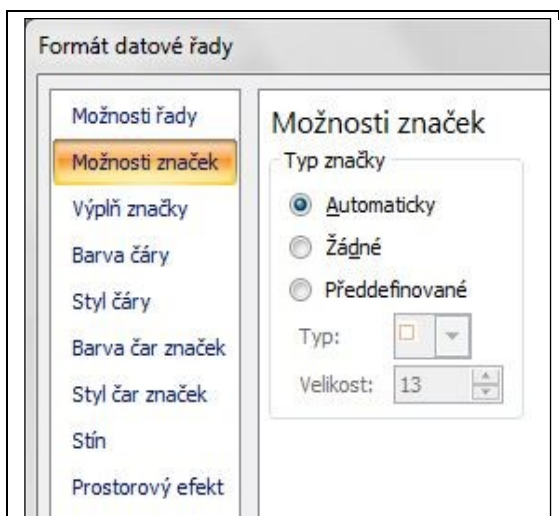 Formát datové řady
Možnosti řady
Možnosti značek
Výplň značky
Barva čáry
Styl čáry
Barva čar značek
Styl čar značek
Stín
Prostorový efekt
Možnosti značek
Typ značky
Automaticky
Žádné
Předdefinované
Typ:
Velikost: 13